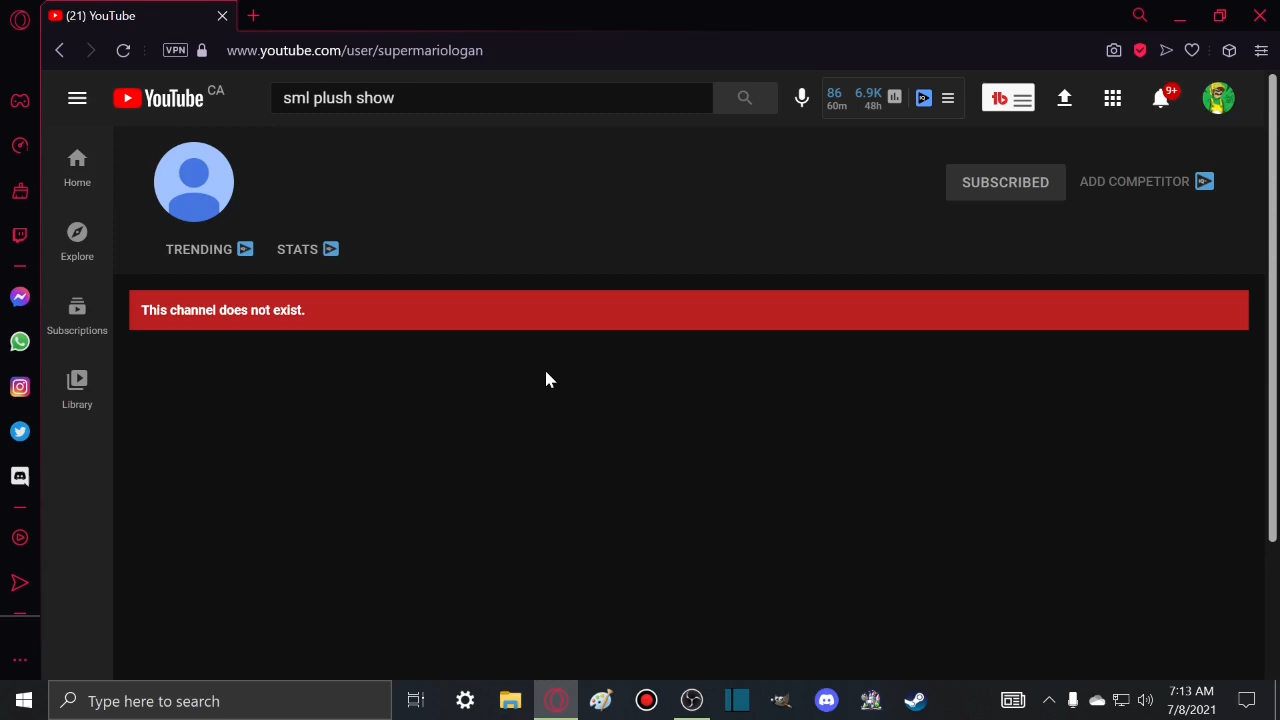 (21) YouTube
VPN
www.youtube.com/user/supermariologan
YouTube CA
sml plush show
86
60m
6.9K
48h
9+
Home
Explore
Subscriptions
Library
SUBSCRIBED
ADD COMPETITOR
TRENDING
STATS
This channel does not exist.
Type here to search
7:13 AM
7/8/2021